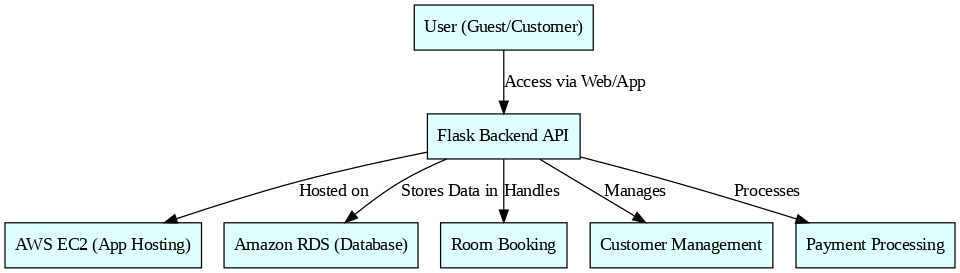 User (Guest/Customer)
Access via Web/App
Flask Backend API
Hosted on
Stores Data in
Handles
Manages
Processes
AWS EC2 (App Hosting)
Amazon RDS (Database)
Room Booking
Customer Management
Payment Processing